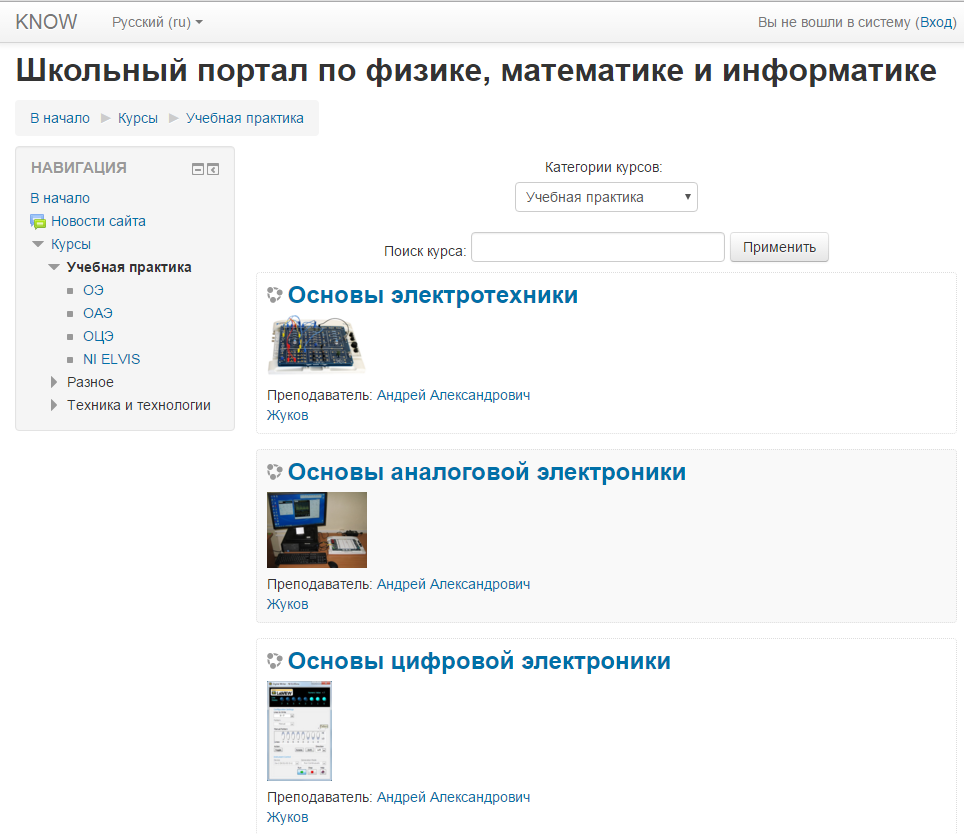 KNOW
Русский (ru)
Вы не вошли в систему (Вход)
Школьный портал по физике, математике и информатике
В начало
Курсы
Учебная практика
НАВИГАЦИЯ
В начало
Новости сайта
Курсы
Учебная практика
ОЭ
ОАЭ
ОЦЭ
NI ELVIS
Разное
Техника и технологии
Категории курсов:
Учебная практика
Поиск курса:
Применить
Основы электротехники
Преподаватель: Андрей Александрович
Жуков
Основы аналоговой электроники
Преподаватель: Андрей Александрович
Жуков
Основы цифровой электроники
Преподаватель: Андрей Александрович
Жуков